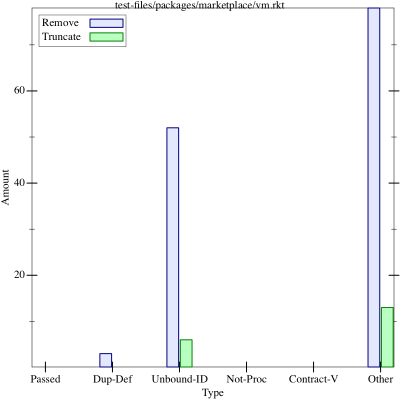 test-files/packages/marketplace/vm.rkt
Remove
Truncate
60
40
20
Amount
Passed Dup-Def Unbound-ID Not-Proc Contract-V Other
Type